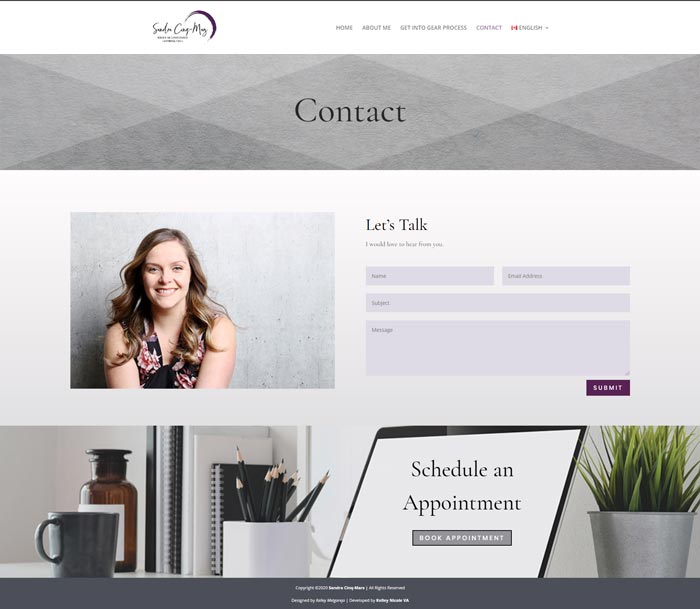 Sandra Cinq-Mars
HOME ABOUT ME GET INTO GEAR PROCESS CONTACT ENGLISH
Contact
Let's Talk
I would love to hear from you.
Name Email Address
Subject
Message
SUBMIT
Schedule an
Appointment
BOOK APPOINTMENT
Copyright ©2020 Sandra Cinq-Mars | All Rights Reserved
Designed by Kelsy Melgarejo | Developed by Kelley Nicole VA